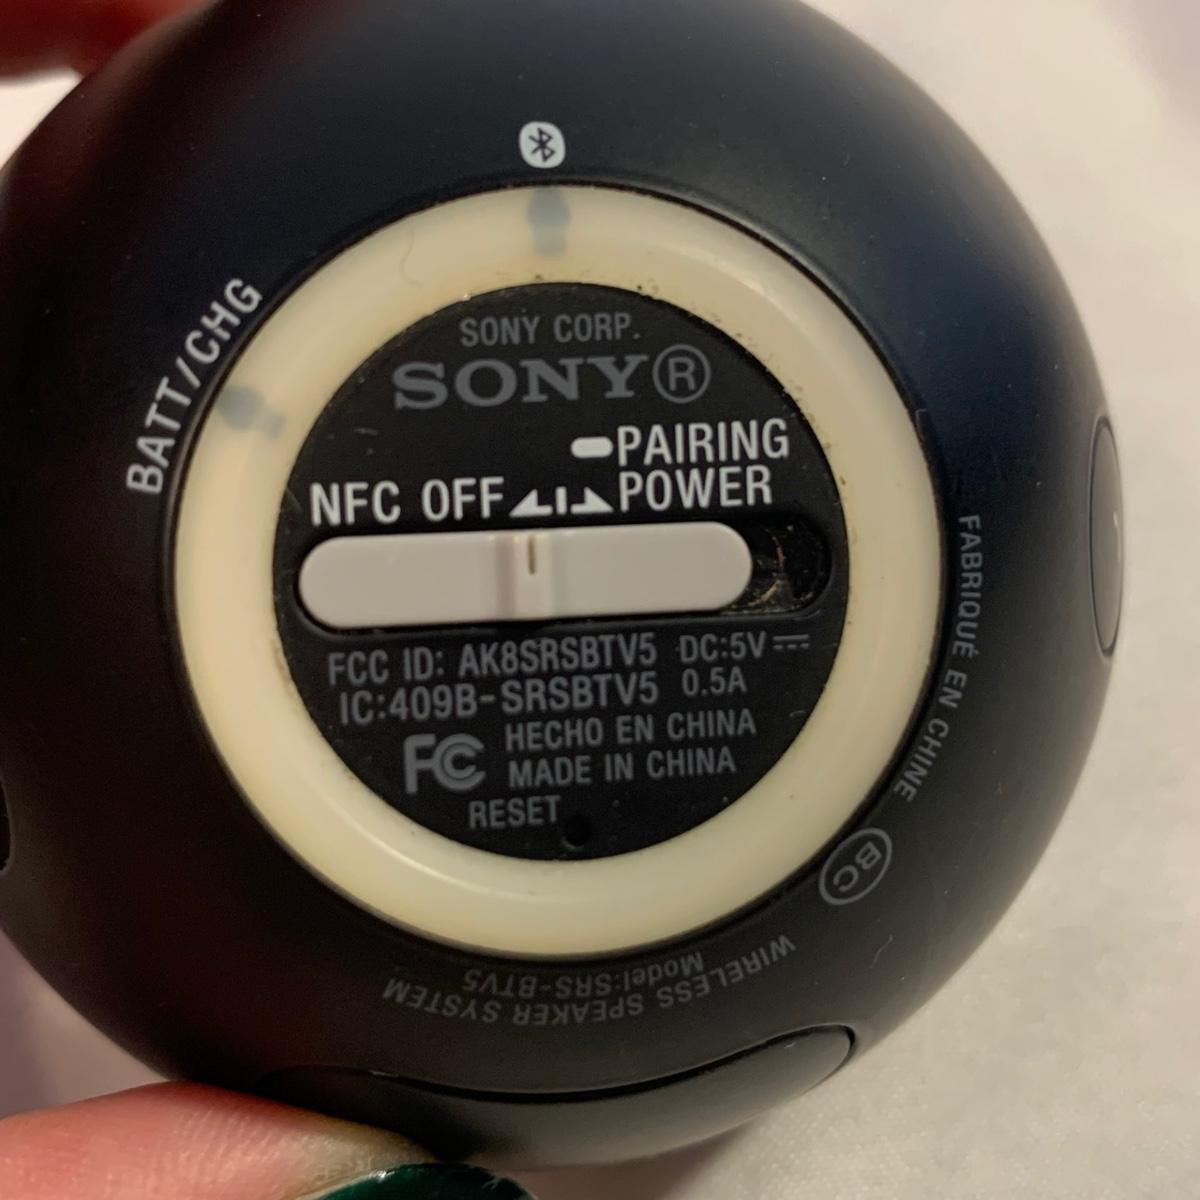 BATT/CHG
SONY CORP.
SONY®
PAIRING
NFC OFF POWER
FCC ID: AK8SRSBTV5 DC:5V
IC:409B-SRSBTV5 0.5A
FC HECHO EN CHINA
MADE IN CHINA
RESET
FABRIQUÉ EN CHINE
BC
WIRELESS SPEAKER SYSTEM
Model:SRS-BTV5